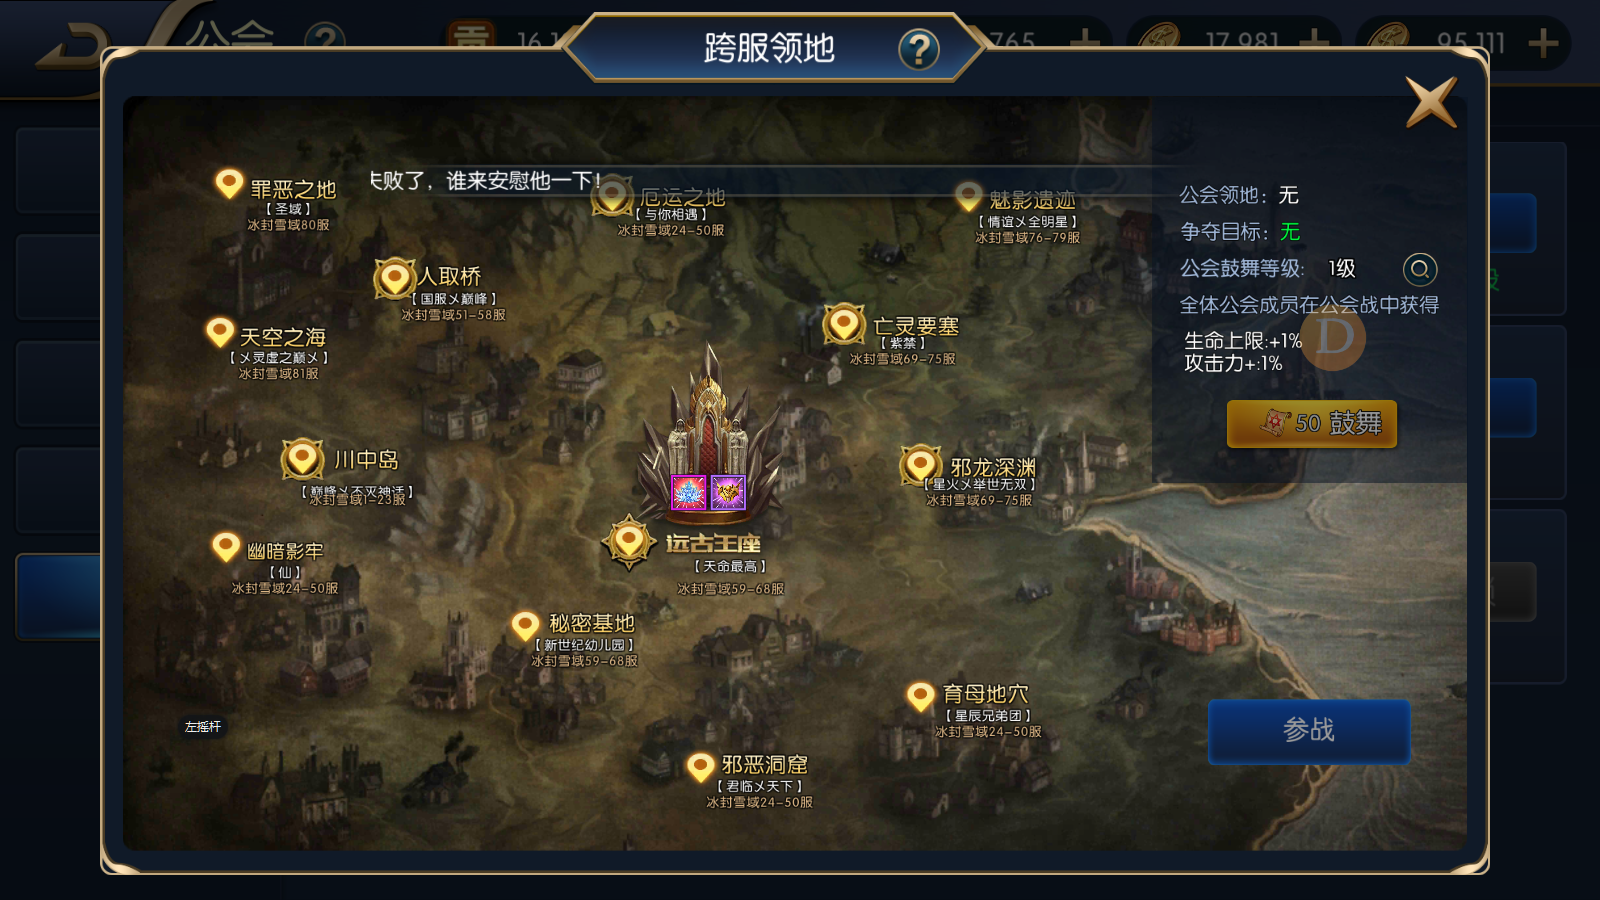 公会
?
贡
16.1
765
17,981
95,111
跨服领地
?
失败了，谁来安慰他一下！
罪恶之地
【圣域】
冰封雪域80服
厄运之地
【与你相遇】
冰封雪域24-50服
魅影遗迹
【情谊乄全明星】
冰封雪域76-79服
人取桥
【国服乄巅峰】
冰封雪域51-58服
天空之海
【乄灵虚之巅乄】
冰封雪域81服
亡灵要塞
【紫禁】
冰封雪域69-75服
川中岛
【巅峰乄不灭神话】
冰封雪域1-23服
邪龙深渊
【星火乄举世无双】
冰封雪域69-75服
幽暗影牢
【仙】
冰封雪域24-50服
远古王座
【天命最高】
冰封雪域59-68服
秘密基地
【新世纪幼儿园】
冰封雪域59-68服
育母地穴
【星辰兄弟团】
冰封雪域24-50服
邪恶洞窟
【君临乄天下】
冰封雪域24-50服
左摇杆
公会领地：无
争夺目标：无
公会鼓舞等级: 1级
全体公会成员在公会战中获得
D
生命上限:+1%
攻击力+:1%
50 鼓舞
参战